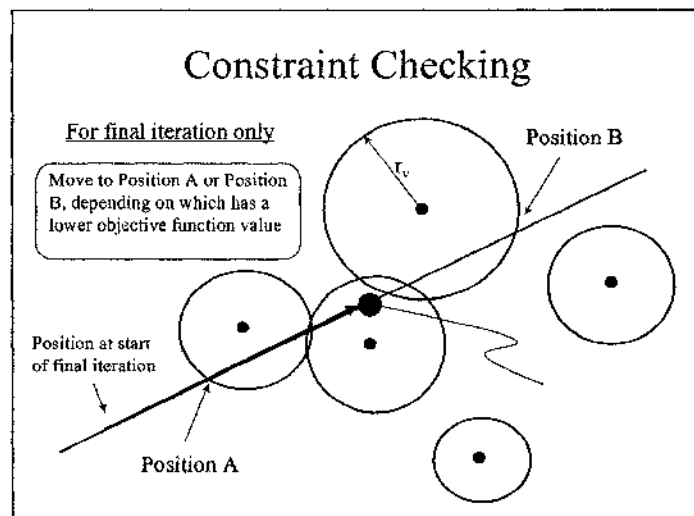 Constraint Checking
For final iteration only
Move to Position A or Position
B, depending on which has a
lower objective function value
r_v
Position B
Position at start
of final iteration
Position A